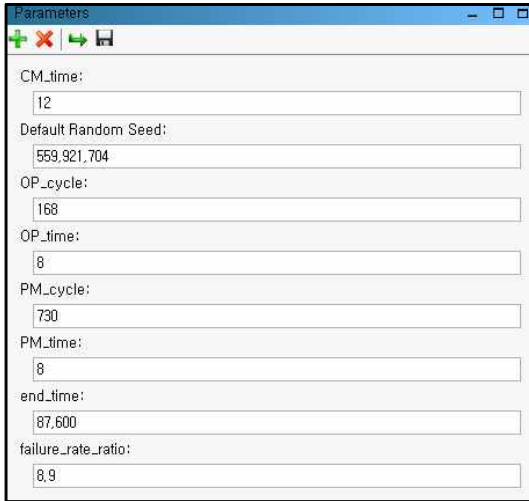 Parameters
CM_time:
12
Default Random Seed:
559,921,704
OP_cycle:
168
OP_time:
8
PM_cycle:
730
PM_time:
8
end_time:
87,600
failure_rate_ratio:
8,9